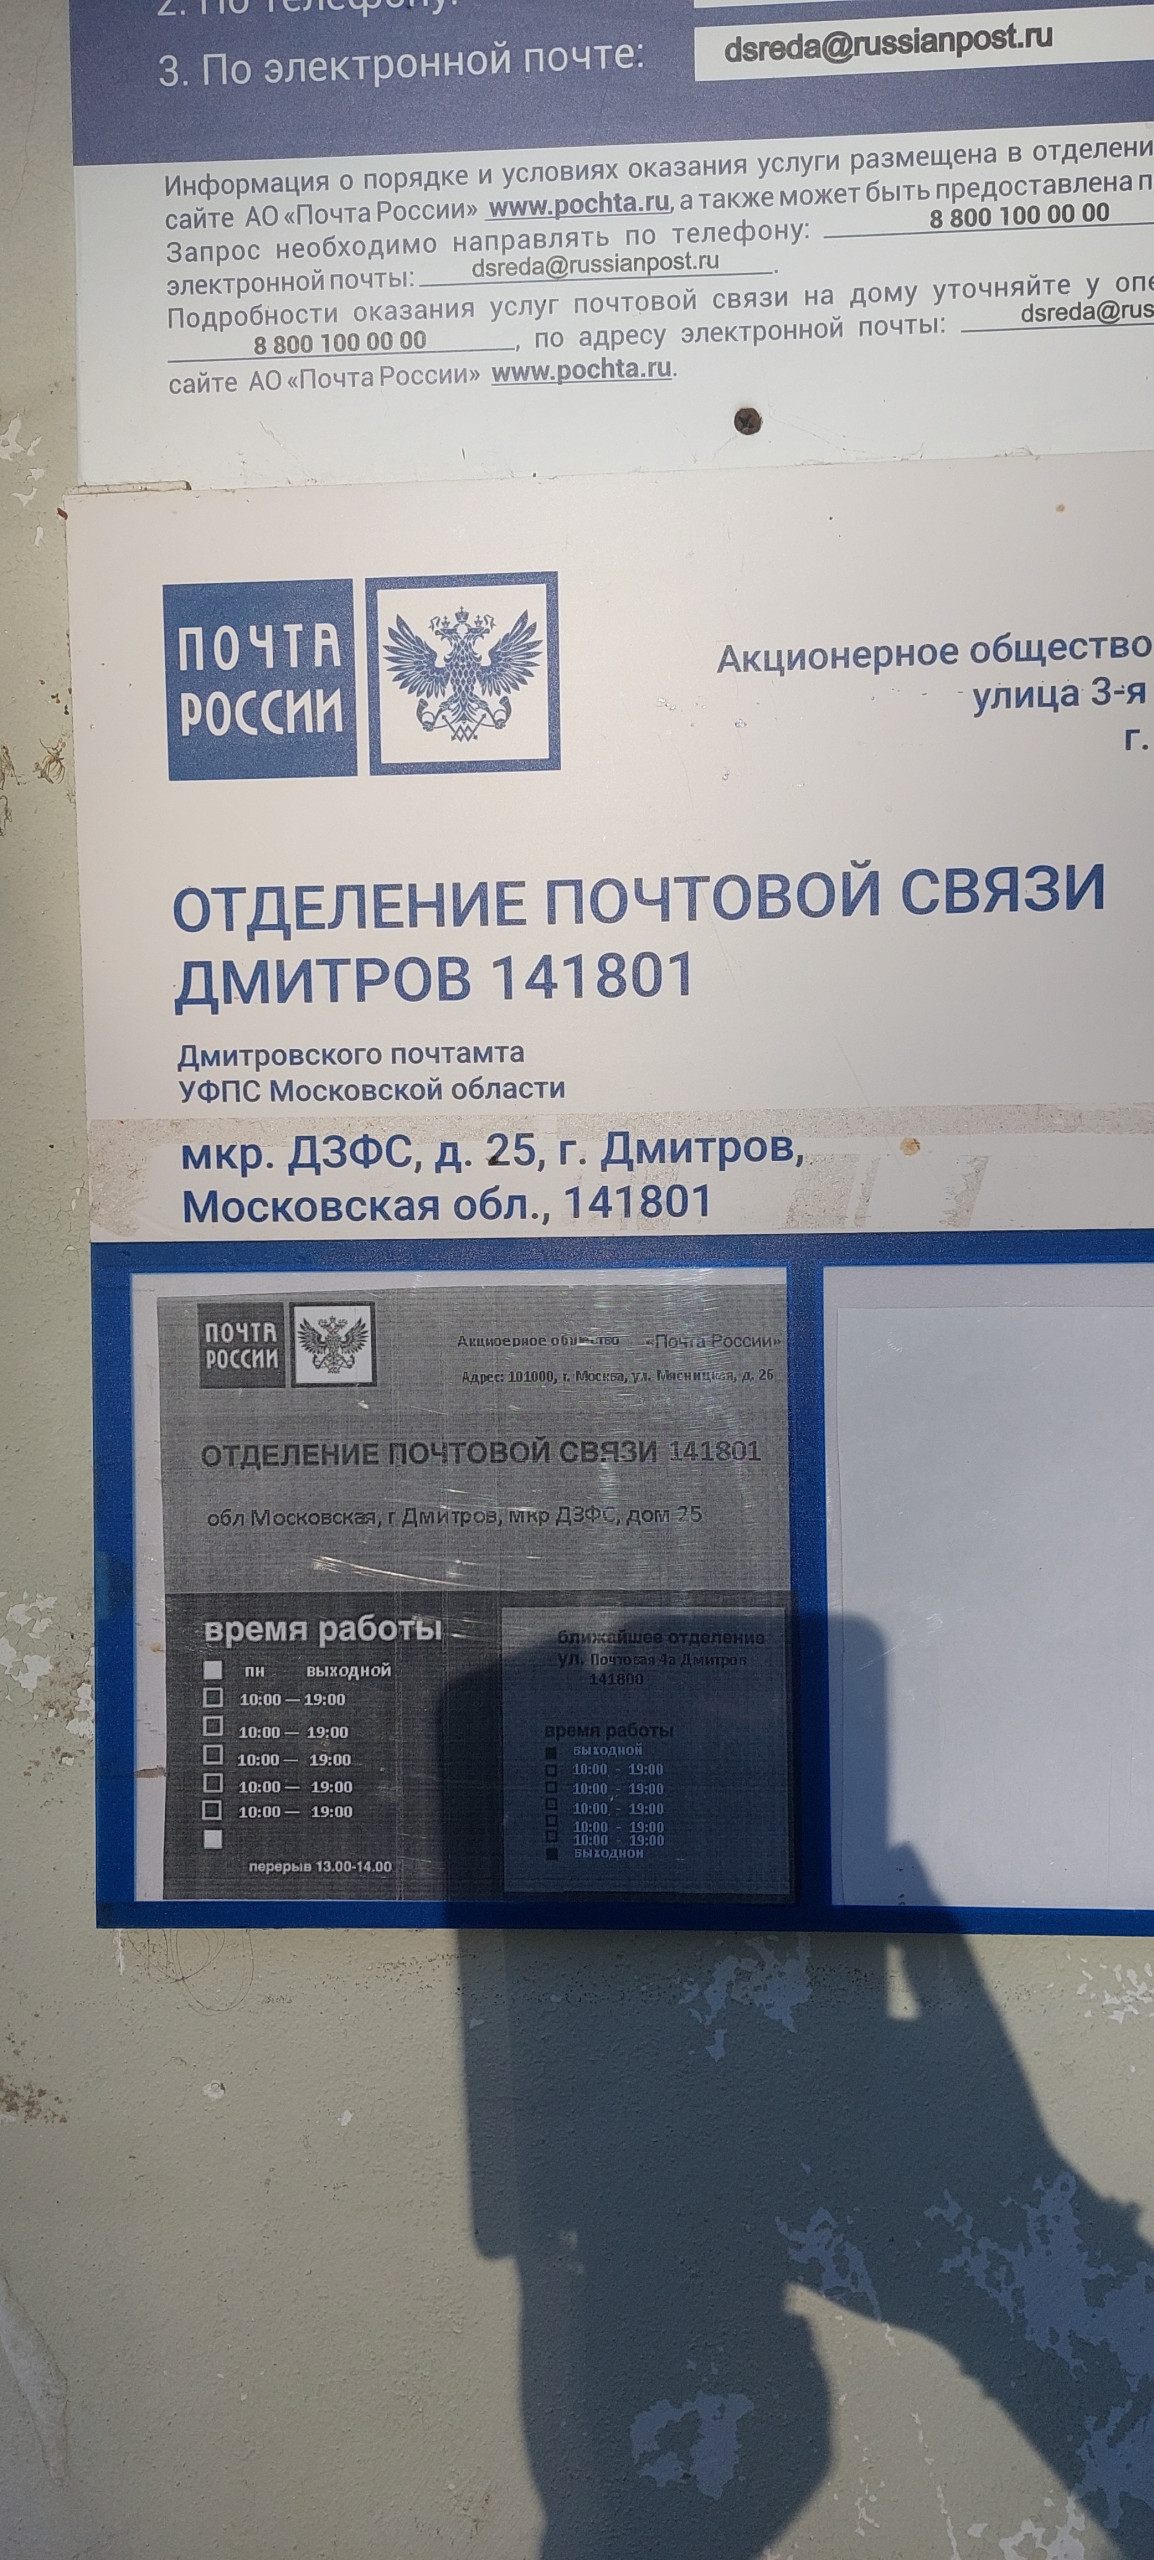 2. По телефону:
3. По электронной почте:
dsreda@russianpost.ru
Информация о порядке и условиях оказания услуги размещена в отделени
сайте АО «Почта России» www.pochta.ru, а также может быть предоставлена п
Запрос необходимо направлять по телефону: 8 800 100 00 00
электронной почты: dsreda@russianpost.ru.
Подробности оказания услуг почтовой связи на дому уточняйте у опе
8 800 100 00 00, по адресу электронной почты: dsreda@rus
сайте АО «Почта России» www.pochta.ru.
ПОЧТА
РОССИИ
Акционерное общество
улица 3-я
г.
ОТДЕЛЕНИЕ ПОЧТОВОЙ СВЯЗИ
ДМИТРОВ 141801
Дмитровского почтамта
УФПС Московской области
мкр. ДЗФС, д. 25, г. Дмитров,
Московская обл., 141801
ПОЧТА
РОССИИ
Акциоерное общество «Почта России»
Адрес: 101000, г. Москва, ул. Мясницкая, д. 26
ОТДЕЛЕНИЕ ПОЧТОВОЙ СВЯЗИ 141801
обл Московская, г Дмитров, мкр ДЗФС, дом 25
время работы
пн выходной
10:00 — 19:00
10:00 — 19:00
10:00 — 19:00
10:00 — 19:00
10:00 — 19:00
перерыв 13.00-14.00
ближайшее отделение
ул. Почтовая 4а Дмитров
141800
время работы
выходной
10:00 - 19:00
10:00 - 19:00
10:00 - 19:00
10:00 - 19:00
10:00 - 19:00
выходной